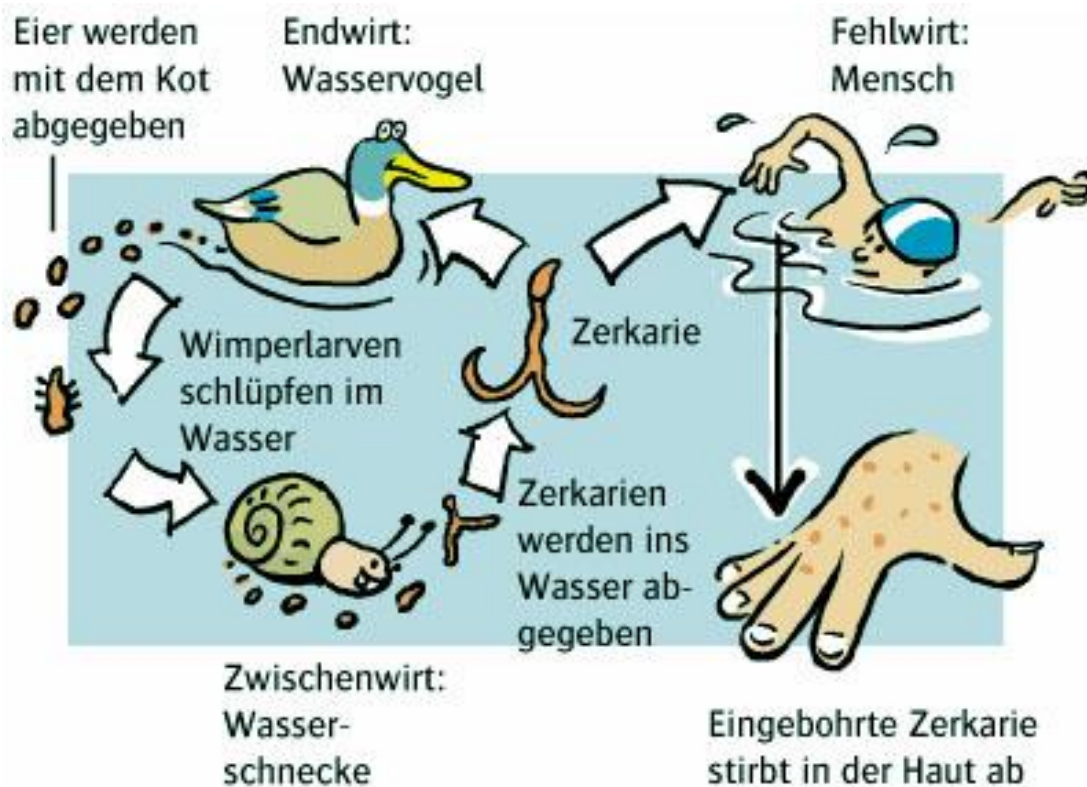 Eier werden
mit dem Kot
abgegeben
Endwirt:
Wasservogel
Fehlwirt:
Mensch
Wimperlarven
schlüpfen im
Wasser
Zerkarie
Zerkarien
werden ins
Wasser ab-
gegeben
Zwischenwirt:
Wasser-
schnecke
Eingebohrte Zerkarie
stirbt in der Haut ab